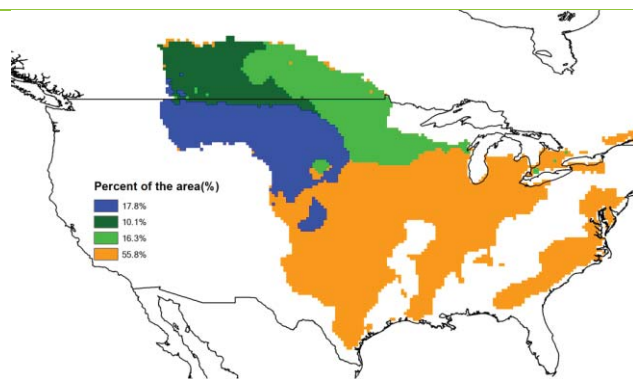 Percent of the area(%)
17.8%
10.1%
16.3%
55.8%